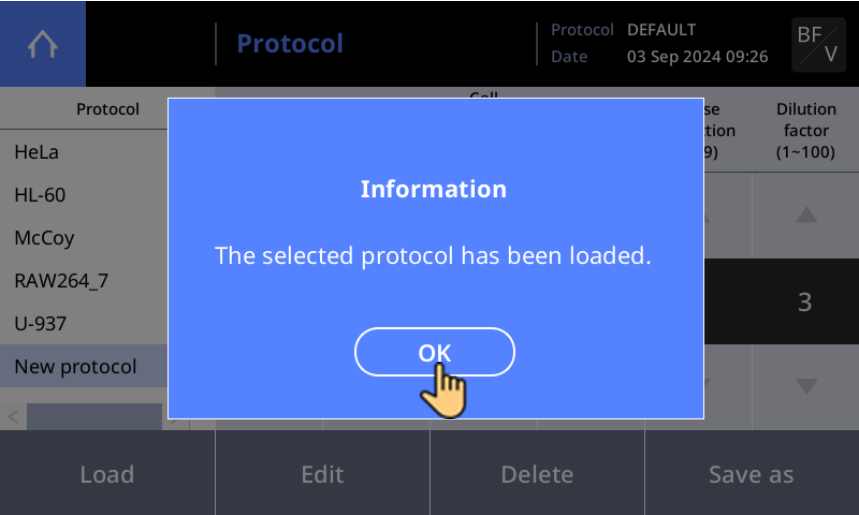 Protocol
Protocol DEFAULT
Date 03 Sep 2024 09:26
BF
V
Protocol
Dilution
factor
(1~100)
HeLa
HL-60
McCoy
RAW264_7
U-937
New protocol
Information
The selected protocol has been loaded.
OK
3
Load
Edit
Delete
Save as